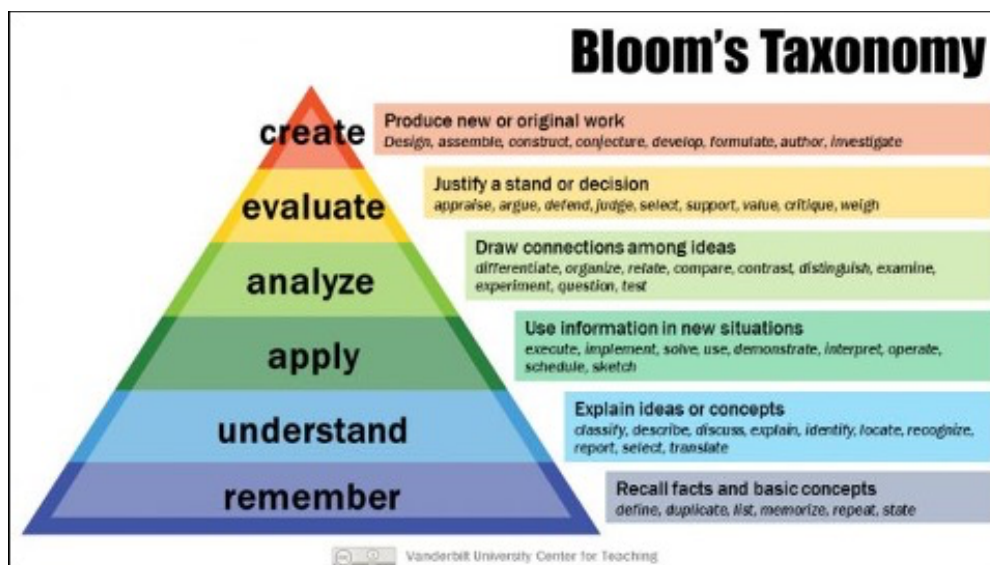 Bloom's Taxonomy
create
Produce new or original work
Design, assemble, construct, conjecture, develop, formulate, author, investigate
evaluate
Justify a stand or decision
appraise, argue, defend, judge, select, support, value, critique, weigh
analyze
Draw connections among ideas
differentiate, organize, relate, compare, contrast, distinguish, examine,
experiment, question, test
apply
Use information in new situations
execute, implement, solve, use, demonstrate, interpret, operate,
schedule, sketch
understand
Explain ideas or concepts
classify, describe, discuss, explain, identify, locate, recognize,
report, select, translate
remember
Recall facts and basic concepts
define, duplicate, list, memorize, repeat, state
Vanderbilt University Center for Teaching